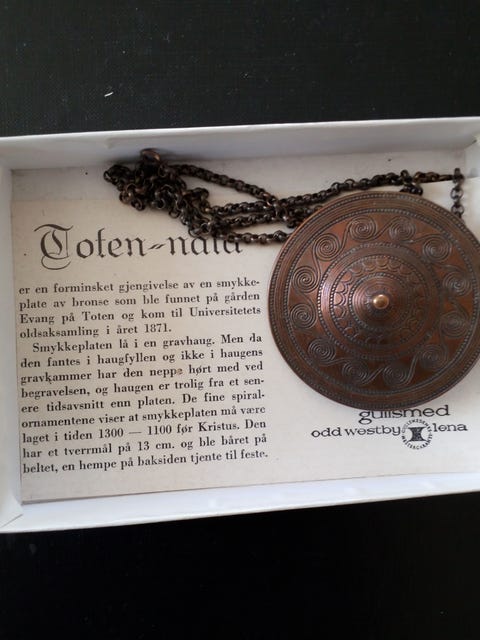 Toten-nåla
er en forminsket gjengivelse av en smykke-
plate av bronse som ble funnet på gården
Evang på Toten og kom til Universitetets
oldsaksamling i året 1871.
Smykkeplaten lå i en gravhaug. Men da
den fantes i haugfyllen og ikke i haugens
gravkammer har den neppe hørt med ved
begravelsen, og haugen er trolig fra et sen-
ere tidsavsnitt enn platen. De fine spiral-
ornamentene viser at smykkeplaten må være
laget i tiden 1300 — 1100 før Kristus. Den
har et tverrmål på 13 cm. og ble båret på
beltet, en hempe på baksiden tjente til feste.
gullsmed
odd westby lena